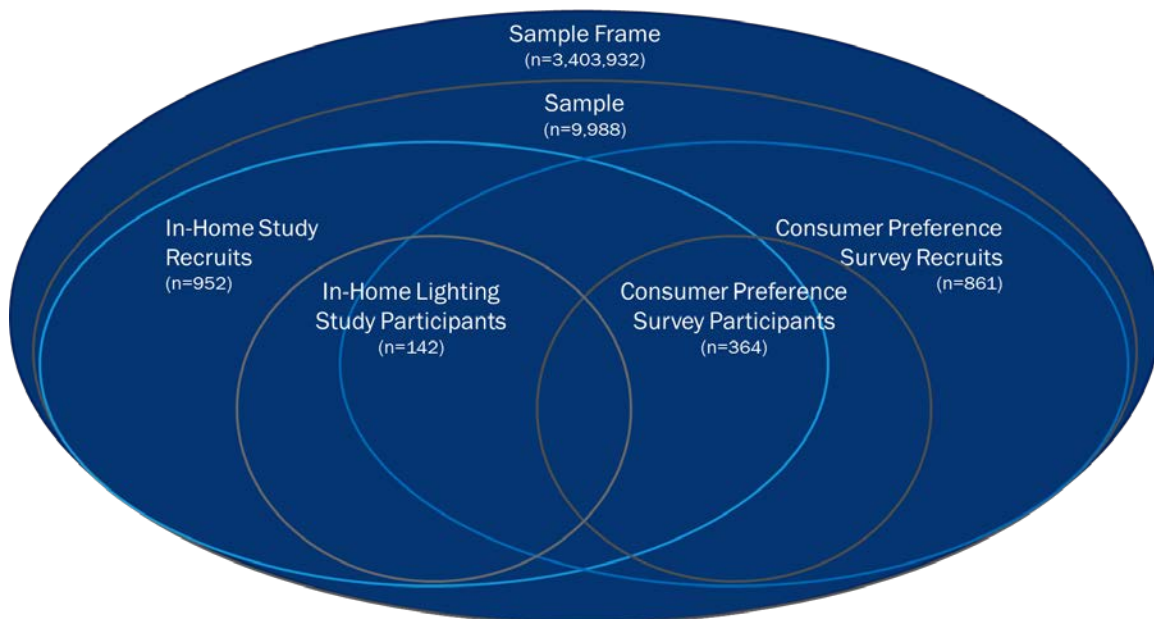 Sample Frame
(n=3,403,932)
Sample
(n=9,988)
In-Home Study
Recruits
(n=952)
Consumer Preference
Survey Recruits
(n=861)
In-Home Lighting
Study Participants
(n=142)
Consumer Preference
Survey Participants
(n=364)